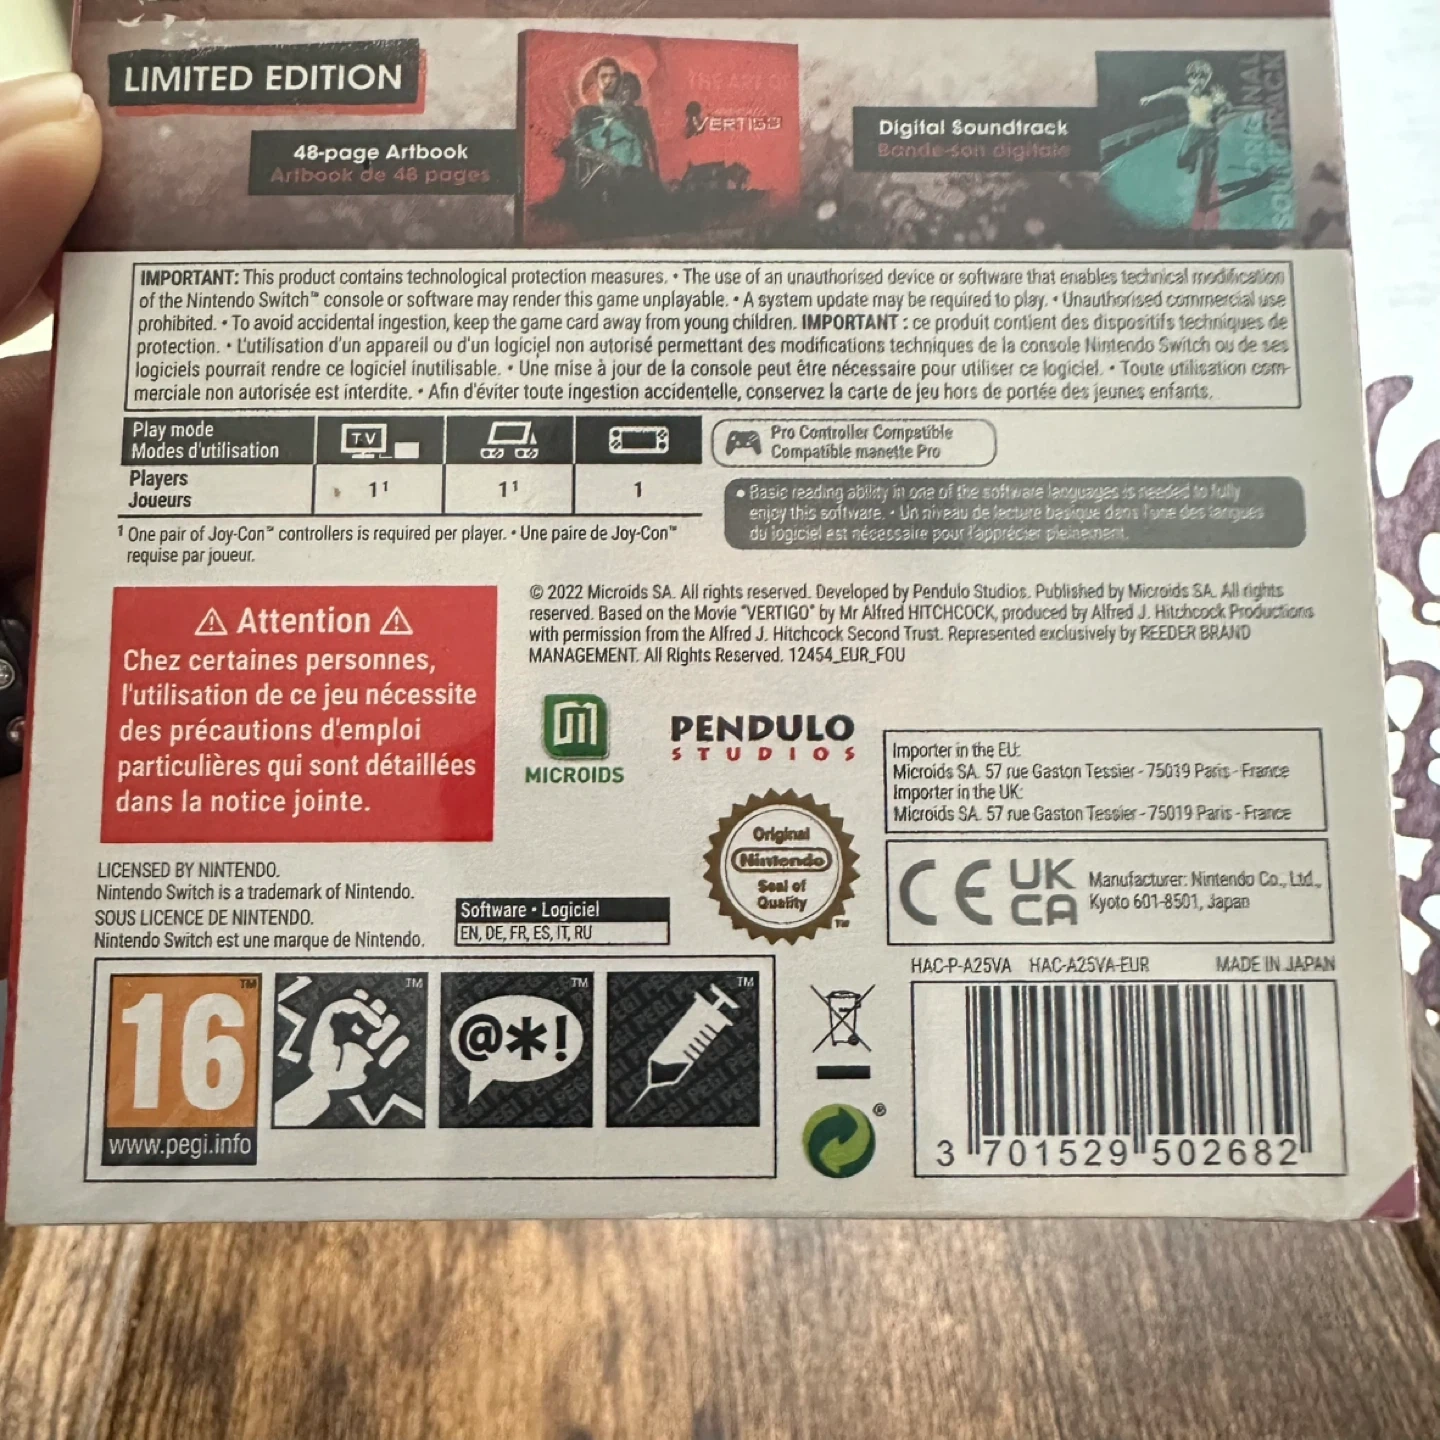 LIMITED EDITION
48-page Artbook
Artbook de 48 pages
THE ART OF
VERTIGO
Digital Soundtrack
Bande-son digitale
ORIGINAL
SOUNDTRACK
IMPORTANT: This product contains technological protection measures. • The use of an unauthorised device or software that enables technical modification
of the Nintendo Switch™ console or software may render this game unplayable. • A system update may be required to play. • Unauthorised commercial use
prohibited. • To avoid accidental ingestion, keep the game card away from young children. IMPORTANT : ce produit contient des dispositifs techniques de
protection. • L'utilisation d'un appareil ou d'un logiciel non autorisé permettant des modifications techniques de la console Nintendo Switch ou de ses
logiciels pourrait rendre ce logiciel inutilisable. • Une mise à jour de la console peut être nécessaire pour utiliser ce logiciel. • Toute utilisation com-
merciale non autorisée est interdite. • Afin d'éviter toute ingestion accidentelle, conservez la carte de jeu hors de portée des jeunes enfants.
Play mode
Modes d'utilisation
TV
Players
Joueurs
1¹ 1¹ 1
Pro Controller Compatible
Compatible manette Pro
• Basic reading ability in one of the software languages is needed to fully
enjoy this software. • Un niveau de lecture basique dans l'une des langues
du logiciel est nécessaire pour l'apprécier pleinement.
¹ One pair of Joy-Con™ controllers is required per player. • Une paire de Joy-Con™
requise par joueur.
⚠ Attention ⚠
Chez certaines personnes,
l'utilisation de ce jeu nécessite
des précautions d'emploi
particulières qui sont détaillées
dans la notice jointe.
© 2022 Microids SA. All rights reserved. Developed by Pendulo Studios. Published by Microids SA. All rights
reserved. Based on the Movie "VERTIGO" by Mr Alfred HITCHCOCK, produced by Alfred J. Hitchcock Productions
with permission from the Alfred J. Hitchcock Second Trust. Represented exclusively by REEDER BRAND
MANAGEMENT. All Rights Reserved. 12454_EUR_FOU
MICROIDS
PENDULO
STUDIOS
Importer in the EU:
Microids SA. 57 rue Gaston Tessier - 75019 Paris - France
Importer in the UK:
Microids SA. 57 rue Gaston Tessier - 75019 Paris - France
Original
Nintendo
Seal of
Quality
™
CE UK
CA
Manufacturer: Nintendo Co., Ltd.,
Kyoto 601-8501, Japan
LICENSED BY NINTENDO.
Nintendo Switch is a trademark of Nintendo.
SOUS LICENCE DE NINTENDO.
Nintendo Switch est une marque de Nintendo.
Software • Logiciel
EN, DE, FR, ES, IT, RU
HAC-P-A25VA HAC-A25VA-EUR MADE IN JAPAN
16
™
www.pegi.info
™
@*!
™
™
®
3 701529 502682